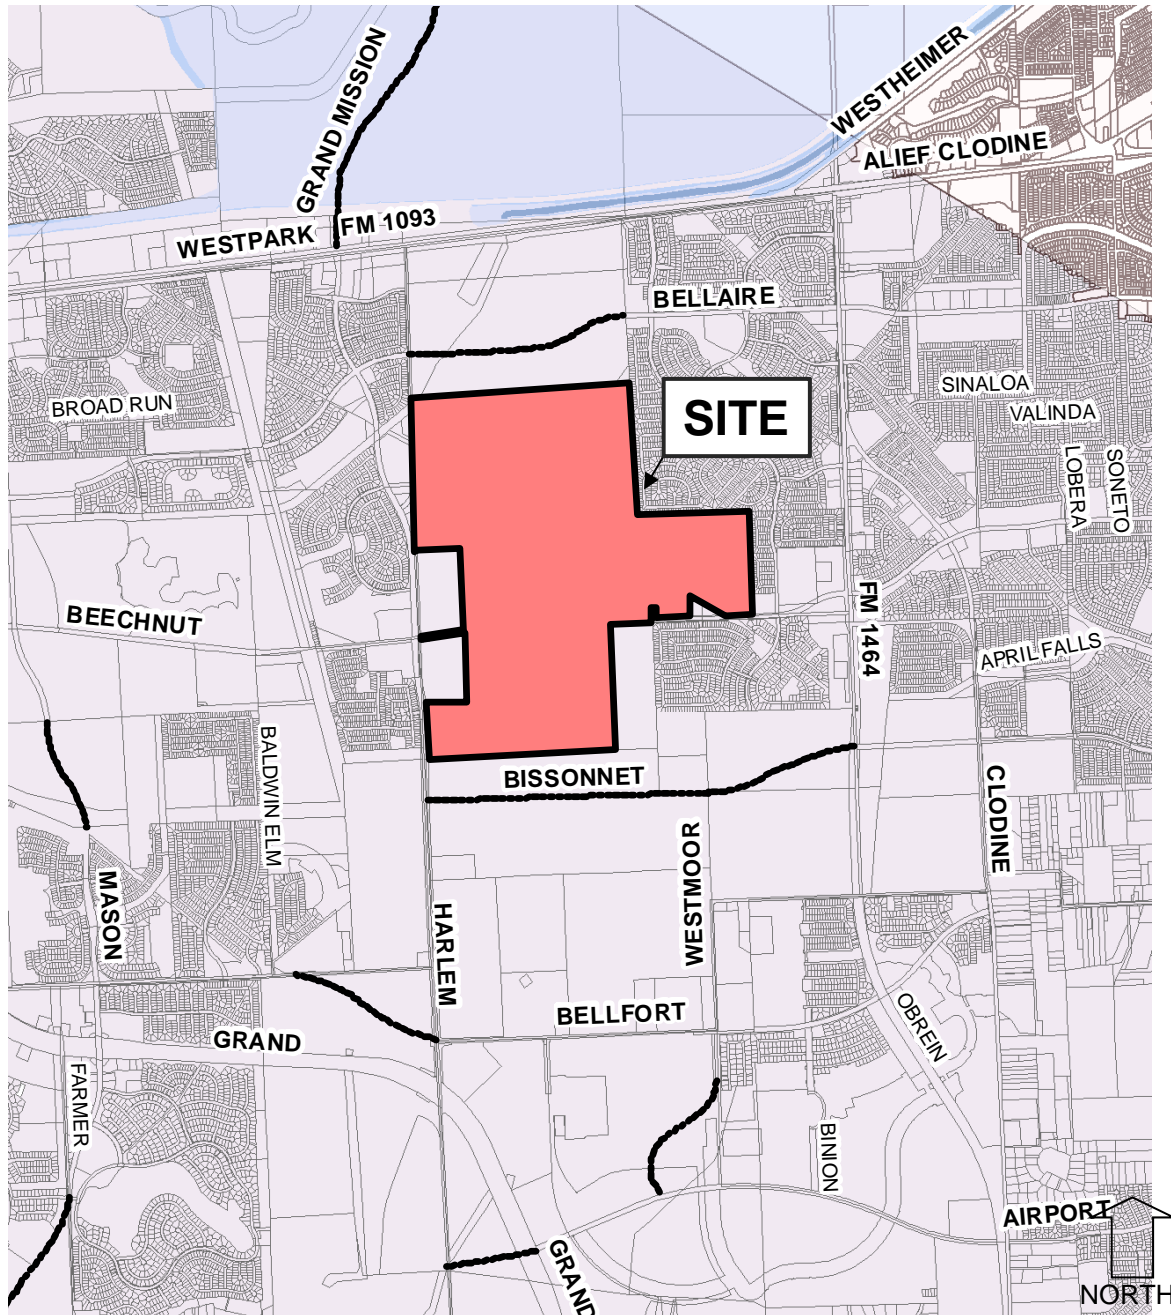 GRAND MISSION
WESTHEIMER
ALIEF CLODINE
WESTPARK
FM 1093
BELLAIRE
BROAD RUN
SITE
SINALOA
VALINDA
LOBERA
SONETO
BEECHNUT
FM 1464
APRIL FALLS
BALDWIN ELM
BISSONNET
CLODINE
WESTMOOR
MASON
HARLEM
BELLFORT
OBREIN
GRAND
FARMER
BINION
AIRPORT
GRAND
NORTH